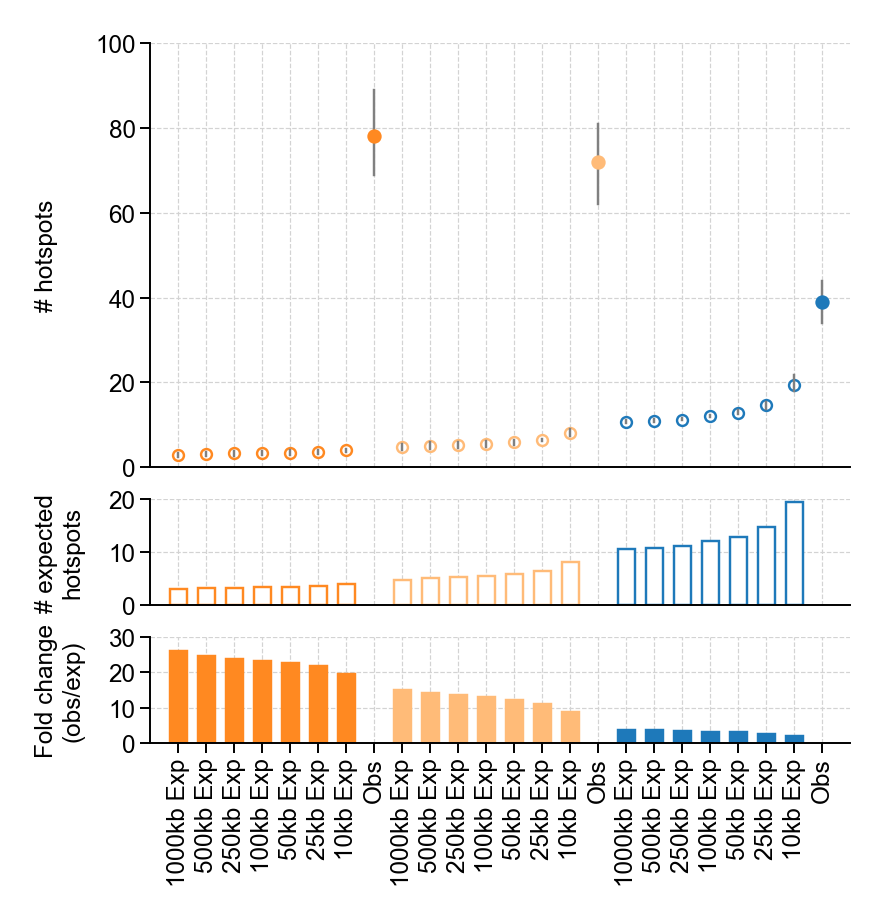 100
80
60
40
20
0
# hotspots
20
10
0
# expected
hotspots
30
20
10
0
Fold change
(obs/exp)
1000kb Exp
500kb Exp
250kb Exp
100kb Exp
50kb Exp
25kb Exp
10kb Exp
Obs
1000kb Exp
500kb Exp
250kb Exp
100kb Exp
50kb Exp
25kb Exp
10kb Exp
Obs
1000kb Exp
500kb Exp
250kb Exp
100kb Exp
50kb Exp
25kb Exp
10kb Exp
Obs